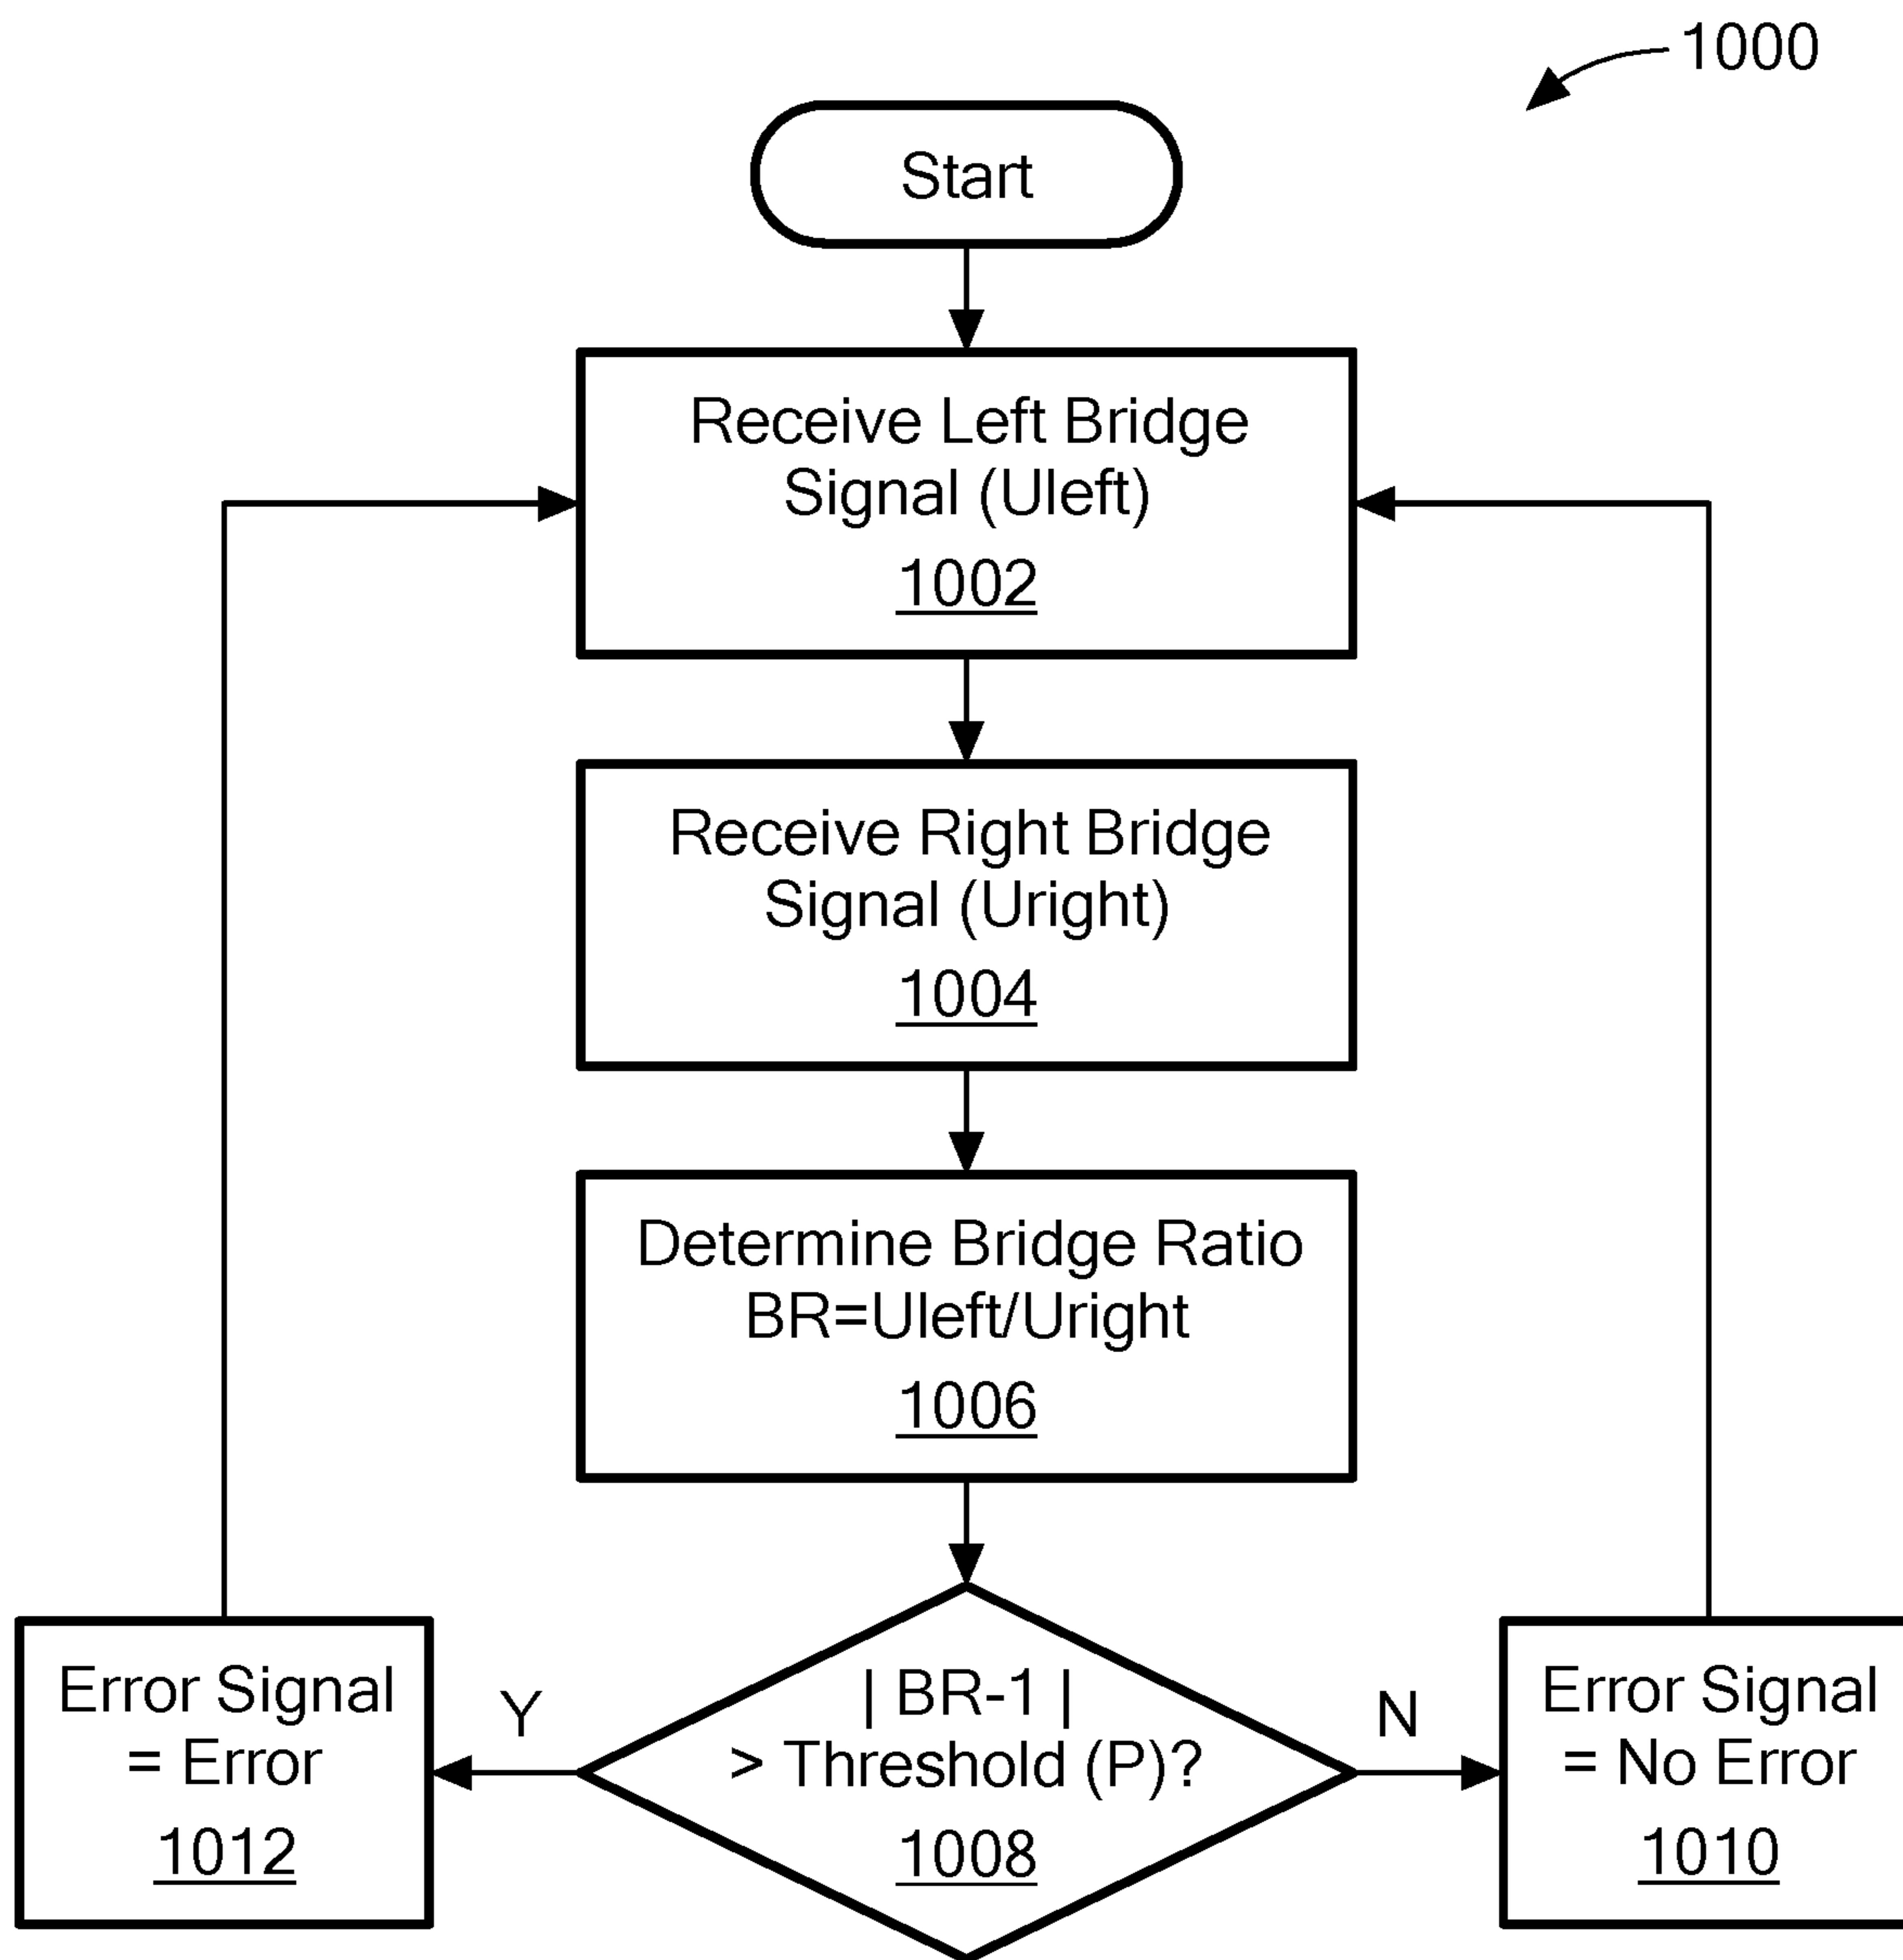 1000
Start
Receive Left Bridge
Signal (Uleft)
1002
Receive Right Bridge
Signal (Uright)
1004
Determine Bridge Ratio
BR=Uleft/Uright
1006
| BR-1 |
> Threshold (P)?
1008
Y
N
Error Signal
= Error
1012
Error Signal
= No Error
1010